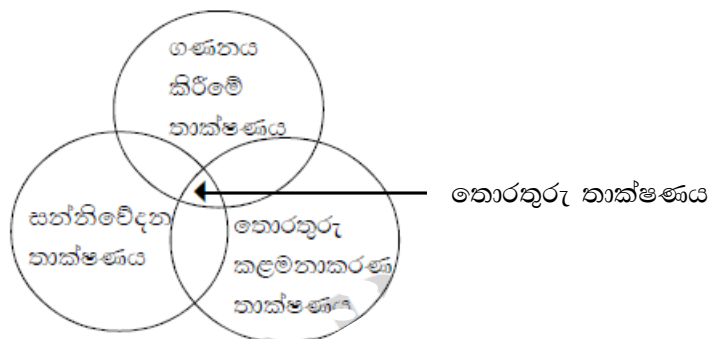 ගණනය
කිරීමේ
තාක්ෂණය
සන්නිවේදන
තාක්ෂණය
තොරතුරු
කළමනාකරණ
තාක්ෂණය
තොරතුරු තාක්ෂණය